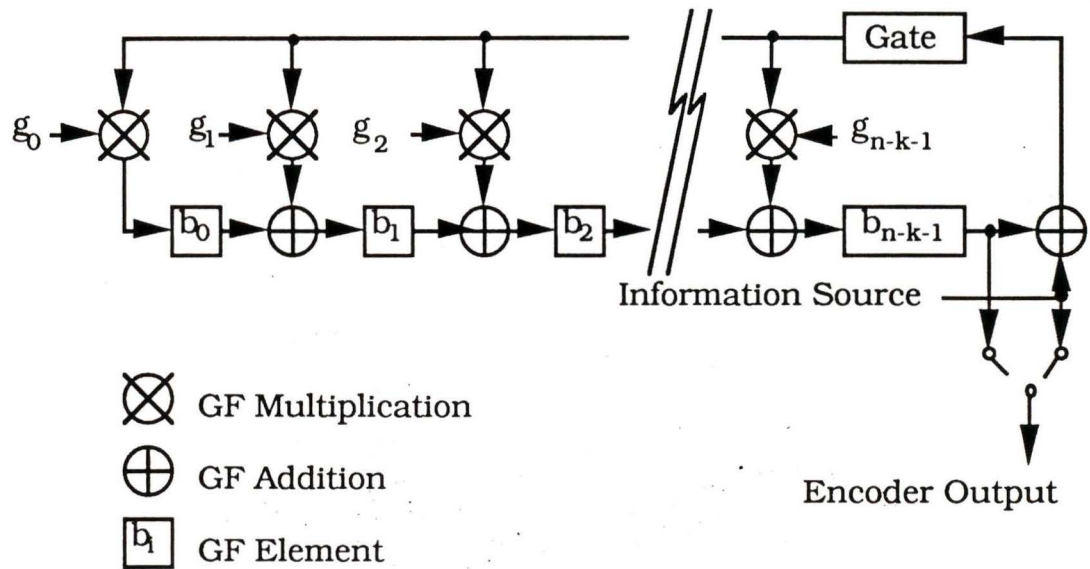 Gate
g₀ g₁ g₂ gₙ₋ₖ₋₁
b₀ b₁ b₂ bₙ₋ₖ₋₁
Information Source
GF Multiplication
GF Addition
Encoder Output
bᵢ GF Element